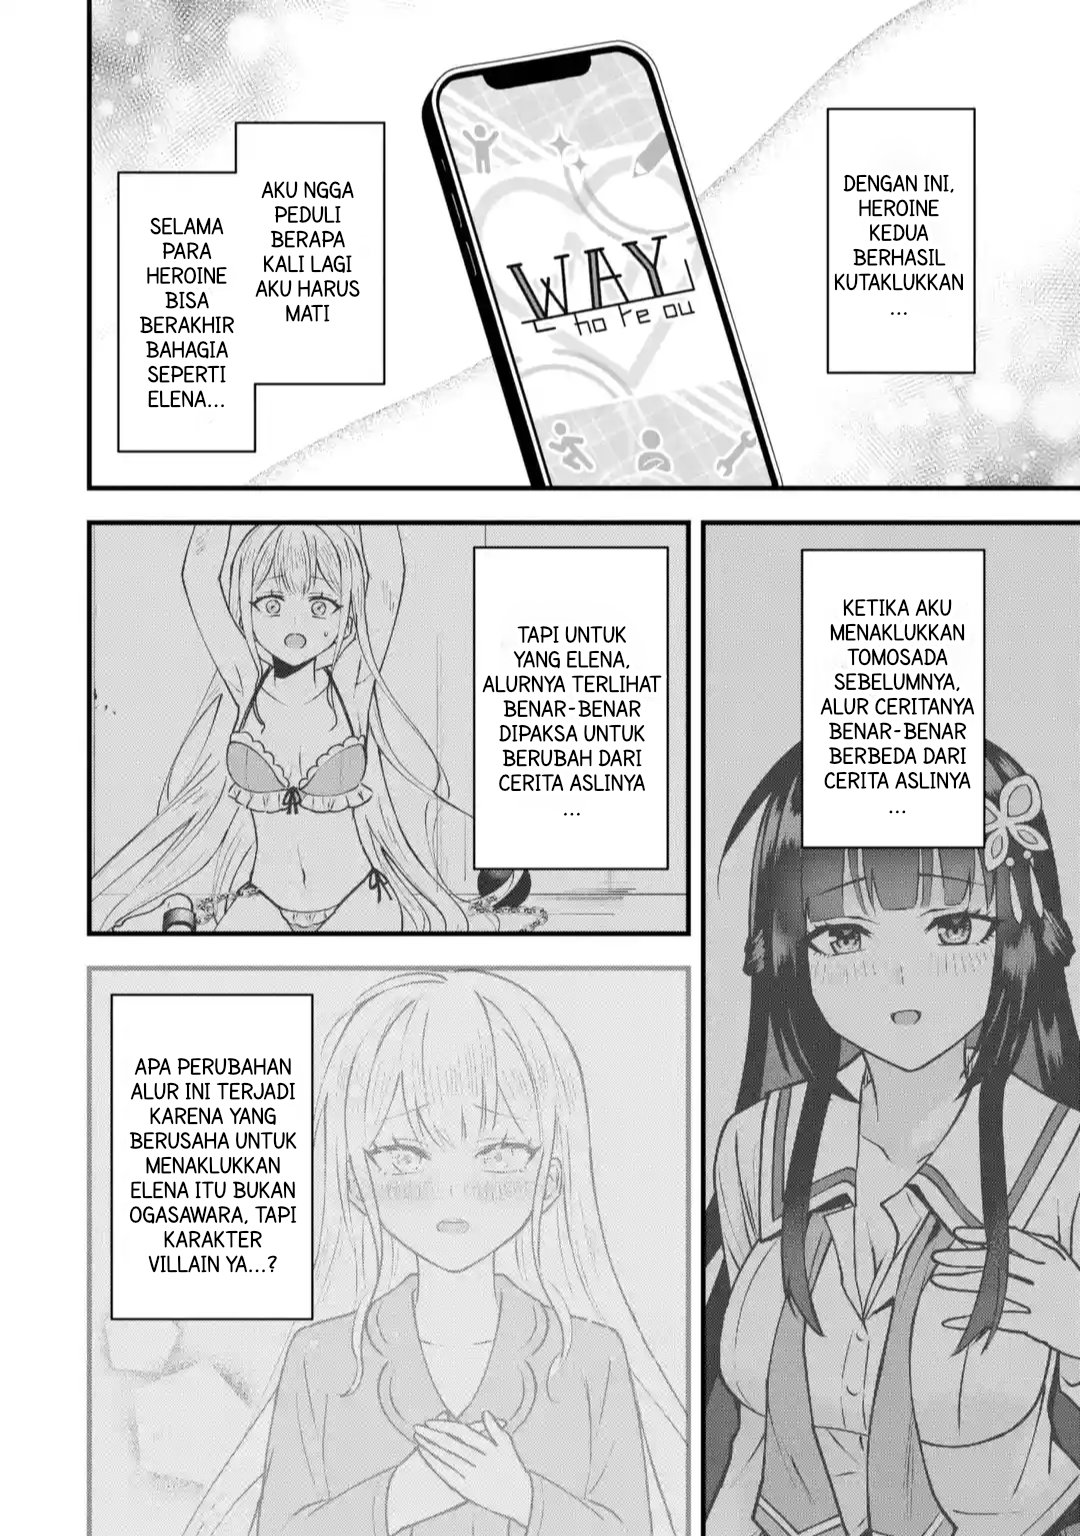 DENGAN INI,
HEROINE
KEDUA
BERHASIL
KUTAKLUKKAN
...
WAY
Choreou
AKU NGGA
PEDULI
BERAPA
KALI LAGI
AKU HARUS
MATI
SELAMA
PARA
HEROINE
BISA
BERAKHIR
BAHAGIA
SEPERTI
ELENA...
KETIKA AKU
MENAKLUKKAN
TOMOSADA
SEBELUMNYA,
ALUR CERITANYA
BENAR-BENAR
BERBEDA DARI
CERITA ASLINYA
...
TAPI UNTUK
YANG ELENA,
ALURNYA TERLIHAT
BENAR-BENAR
DIPAKSA UNTUK
BERUBAH DARI
CERITA ASLINYA
...
APA PERUBAHAN
ALUR INI TERJADI
KARENA YANG
BERUSAHA UNTUK
MENAKLUKKAN
ELENA ITU BUKAN
OGASAWARA, TAPI
KARAKTER
VILLAIN YA...?